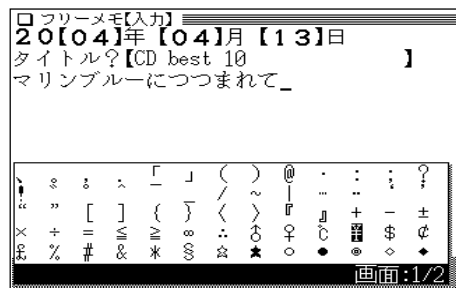 フリーメモ【入力】
20【04】年【04】月【13】日
タイトル?【CD best 10 】
マリンブルーにつつまれて_
「 」 ( ) @ ・ : ; ?
/ ~ | … ‥
“ ” [ ] { } 〈 〉 『 』 + − ±
× ÷ = ≦ ≧ ∞ ∴ ♂ ♀ ℃ ¥ $ ¢
£ % # & * § ☆ ★ ○ ● ◎ ◇ ◆
画面:1/2